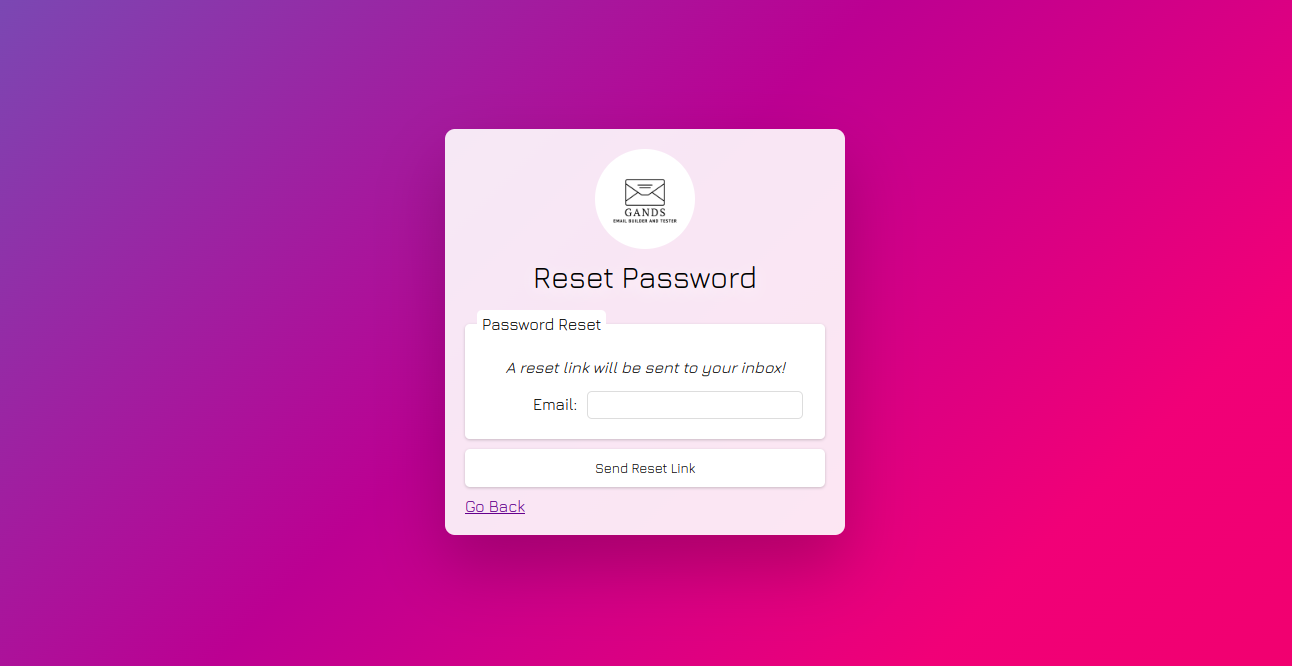 GANDS
EMAIL BUILDER AND TESTER
Reset Password
Password Reset
A reset link will be sent to your inbox!
Email:
Send Reset Link
Go Back